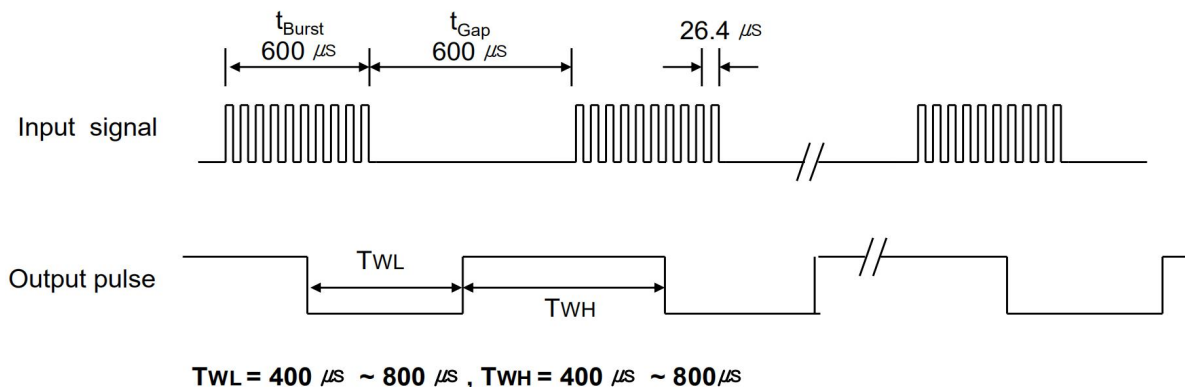 tBurst
600 μs
tGap
600 μs
26.4 μs
Input signal
Output pulse
TWL
TWH
TWL = 400 μs ~ 800 μs , TWH = 400 μs ~ 800μs